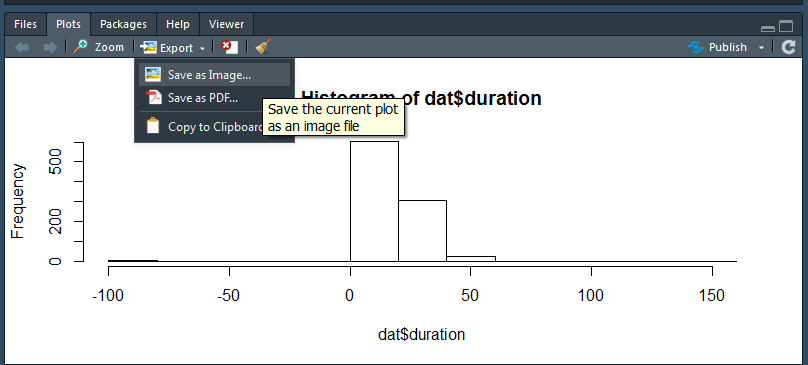 Files Plots Packages Help Viewer
Zoom Export Publish
Save as Image...
Save as PDF...
Copy to Clipboard
Save the current plot
as an image file
of dat$duration
Frequency
0 200 500
-100 -50 0 50 100 150
dat$duration